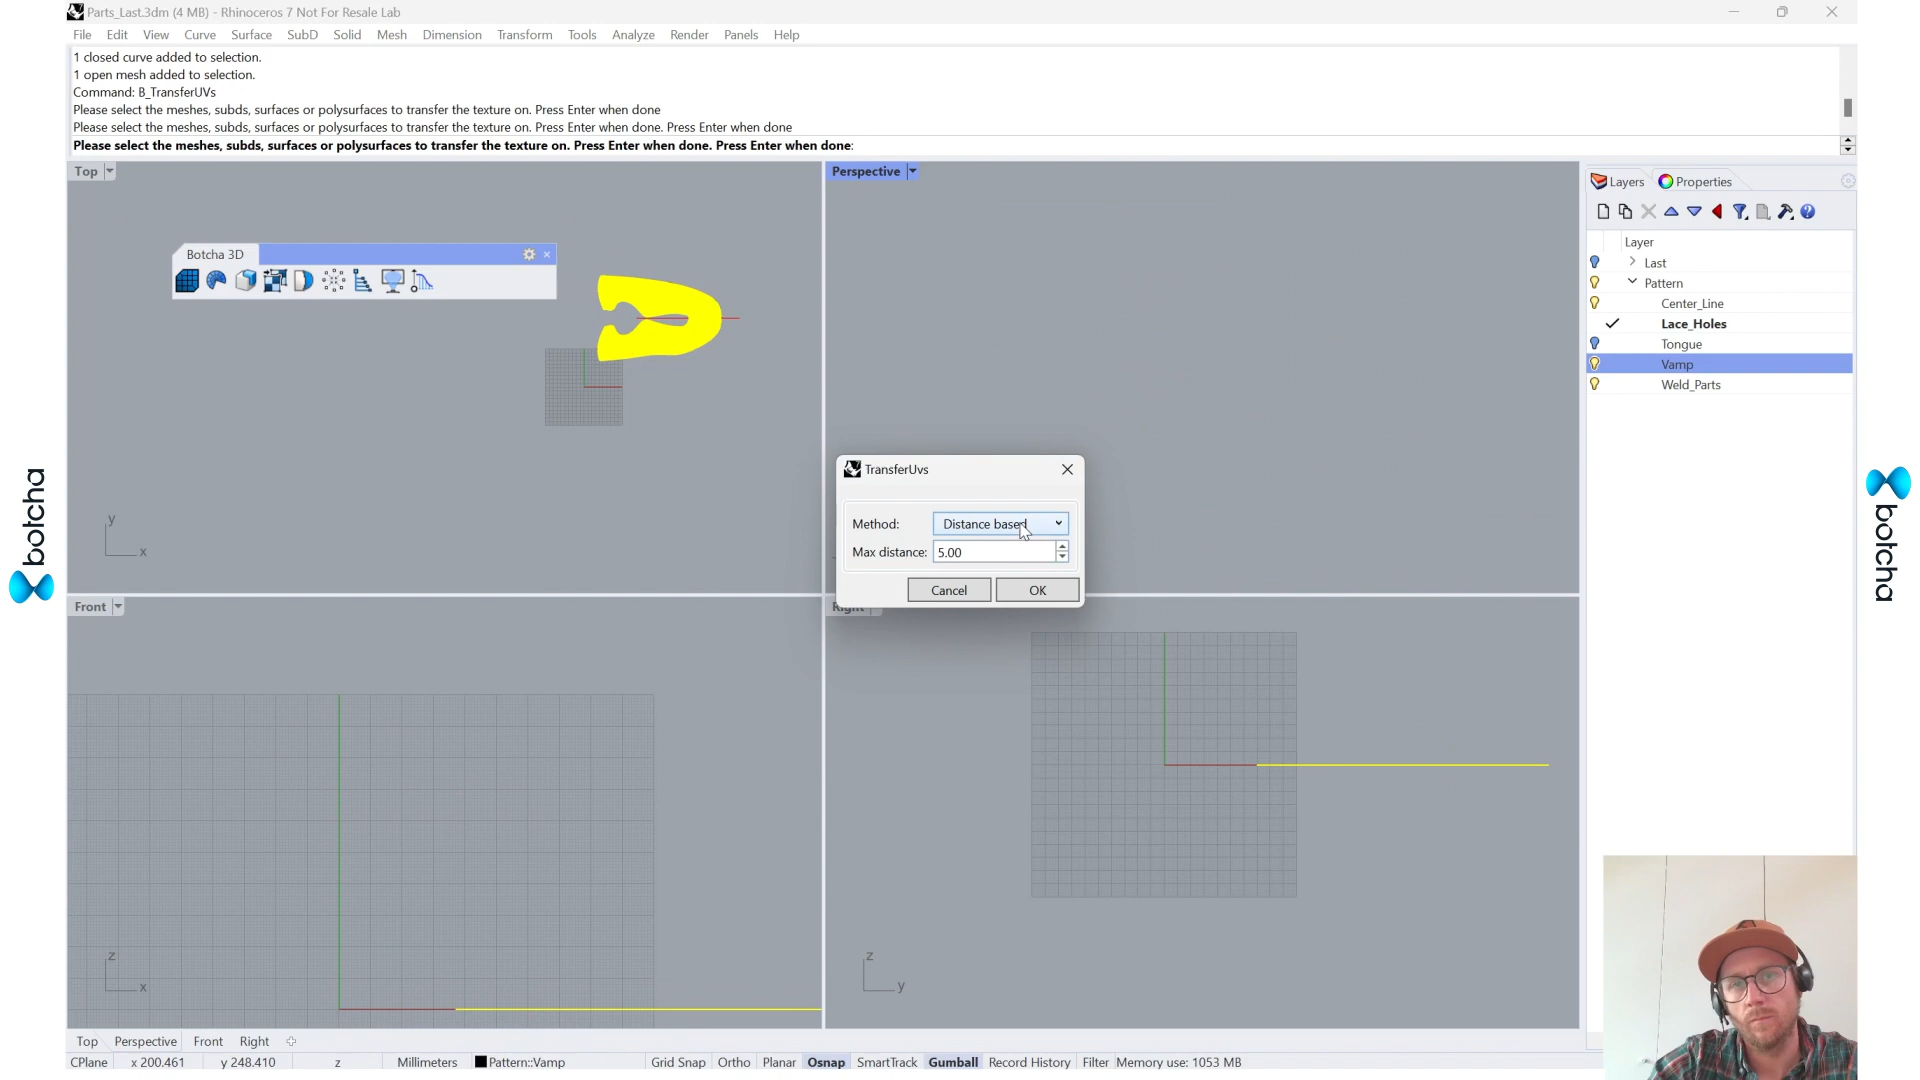 Parts_Last.3dm (4 MB) - Rhinoceros 7 Not For Resale Lab
File Edit View Curve Surface SubD Solid Mesh Dimension Transform Tools Analyze Render Panels Help
1 closed curve added to selection.
1 open mesh added to selection.
Command: B_TransferUVs
Please select the meshes, subds, surfaces or polysurfaces to transfer the texture on. Press Enter when done
Please select the meshes, subds, surfaces or polysurfaces to transfer the texture on. Press Enter when done. Press Enter when done
Please select the meshes, subds, surfaces or polysurfaces to transfer the texture on. Press Enter when done. Press Enter when done:
Top
Perspective
Layers Properties
Layer
Last
Pattern
Center_Line
Lace_Holes
Tongue
Vamp
Weld_Parts
Botcha 3D
y
x
TransferUvs
Method: Distance based
Max distance: 5.00
Cancel OK
Front
Right
z
x
z
y
botcha
botcha
Top Perspective Front Right
CPlane x 200.461 y 248.410 z Millimeters Pattern::Vamp Grid Snap Ortho Planar Osnap SmartTrack Gumball Record History Filter Memory use: 1053 MB